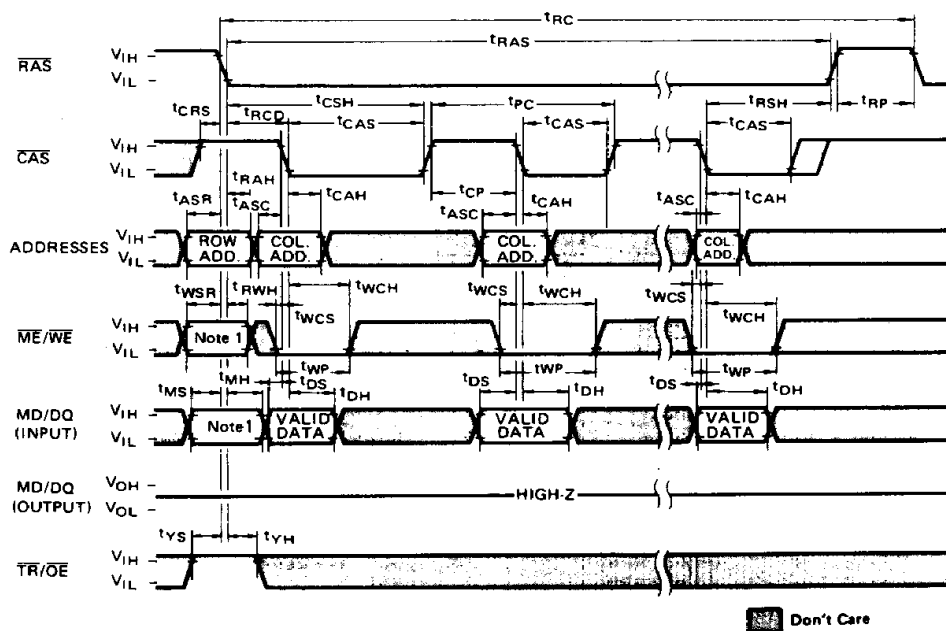 tRC
tRAS
RAS
VIH
VIL
tCRS
tRCD
tCSH
tCAS
tPC
tCAS
tRSH
tCAS
tRP
CAS
VIH
VIL
tASR
tRAH
tASC
tCAH
tCP
tASC
tCAH
tASC
tCAH
ADDRESSES
VIH
VIL
ROW ADD.
COL. ADD.
COL. ADD.
COL. ADD.
tWSR
tRWH
tWCS
tWCH
tWCS
tWCH
tWCS
tWCH
ME/WE
VIH
VIL
Note 1
tWP
tWP
tWP
tMS
tMH
tDS
tDH
tDS
tDH
tDS
tDH
MD/DQ
(INPUT)
VIH
VIL
Note 1
VALID DATA
VALID DATA
VALID DATA
MD/DQ
(OUTPUT)
VOH
VOL
HIGH-Z
tYS
tYH
TR/OE
VIH
VIL
Don't Care